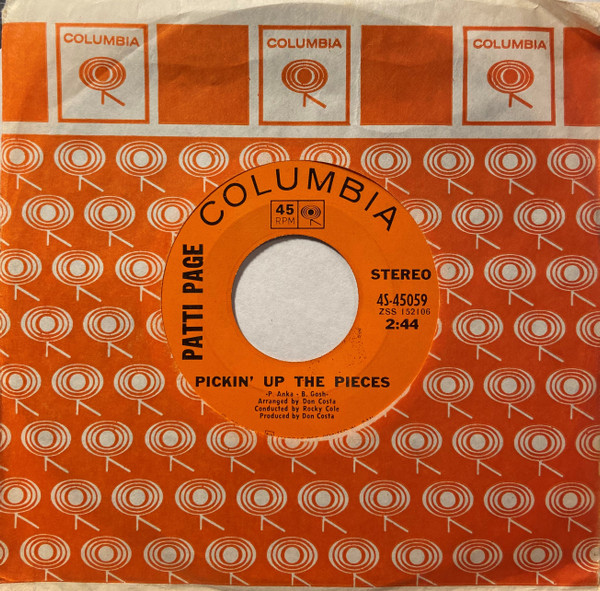 COLUMBIA COLUMBIA COLUMBIA
COLUMBIA
45
RPM
PATTI PAGE
STEREO
4S-45059
ZSS 152106
2:44
PICKIN' UP THE PIECES
-P. Anka - B. Gosh-
Arranged by Don Costa
Conducted by Rocky Cole
Produced by Don Costa